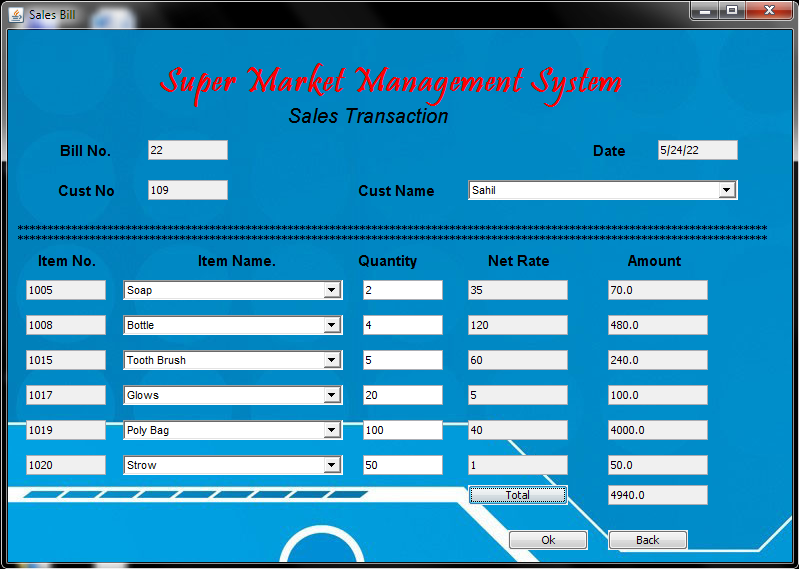 Sales Bill
Super Market Management System
Sales Transaction
Bill No. 22 Date 5/24/22
Cust No 109 Cust Name Sahil
****************************************************************************************************************************
****************************************************************************************************************************
Item No. Item Name. Quantity Net Rate Amount
1005 Soap 2 35 70.0
1008 Bottle 4 120 480.0
1015 Tooth Brush 5 60 240.0
1017 Glows 20 5 100.0
1019 Poly Bag 100 40 4000.0
1020 Strow 50 1 50.0
Total 4940.0
Ok Back